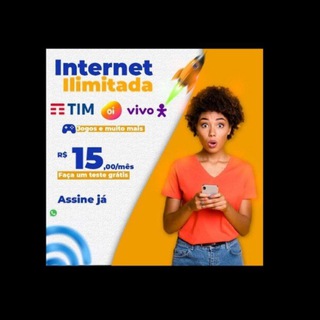 Internet
Ilimitada
TIM oi vivo
Jogos e muito mais
R$ 15,00/mês
Faça um teste grátis
Assine já